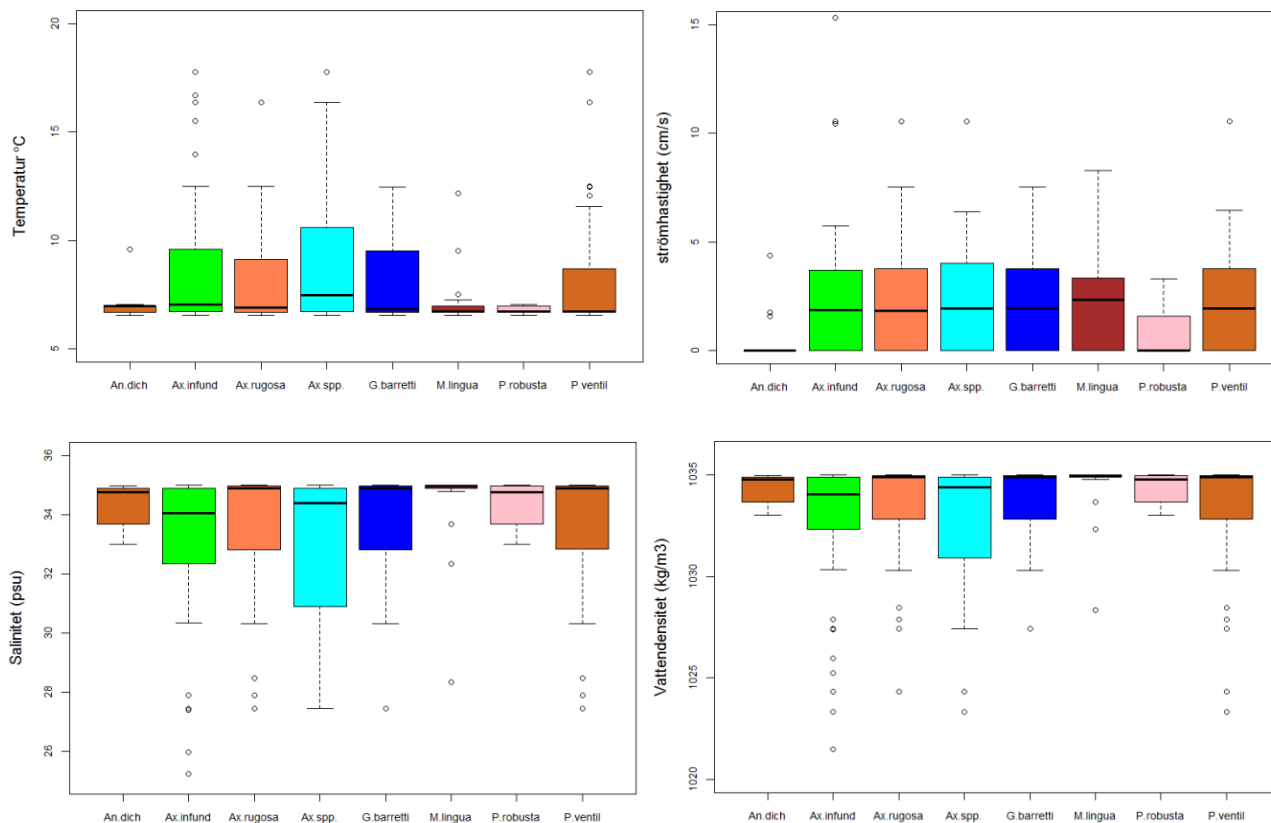 Temperatur °C
20
15
10
5
An.dich Ax.infund Ax.rugosa Ax.spp. G.barretti M.lingua P.robusta P.ventil
strömhastighet (cm/s)
15
10
5
0
An.dich Ax.infund Ax.rugosa Ax.spp. G.barretti M.lingua P.robusta P.ventil
Salinitet (psu)
36
34
32
30
28
26
An.dich Ax.infund Ax.rugosa Ax.spp. G.barretti M.lingua P.robusta P.ventil
Vattendensitet (kg/m3)
1035
1030
1025
1020
An.dich Ax.infund Ax.rugosa Ax.spp. G.barretti M.lingua P.robusta P.ventil